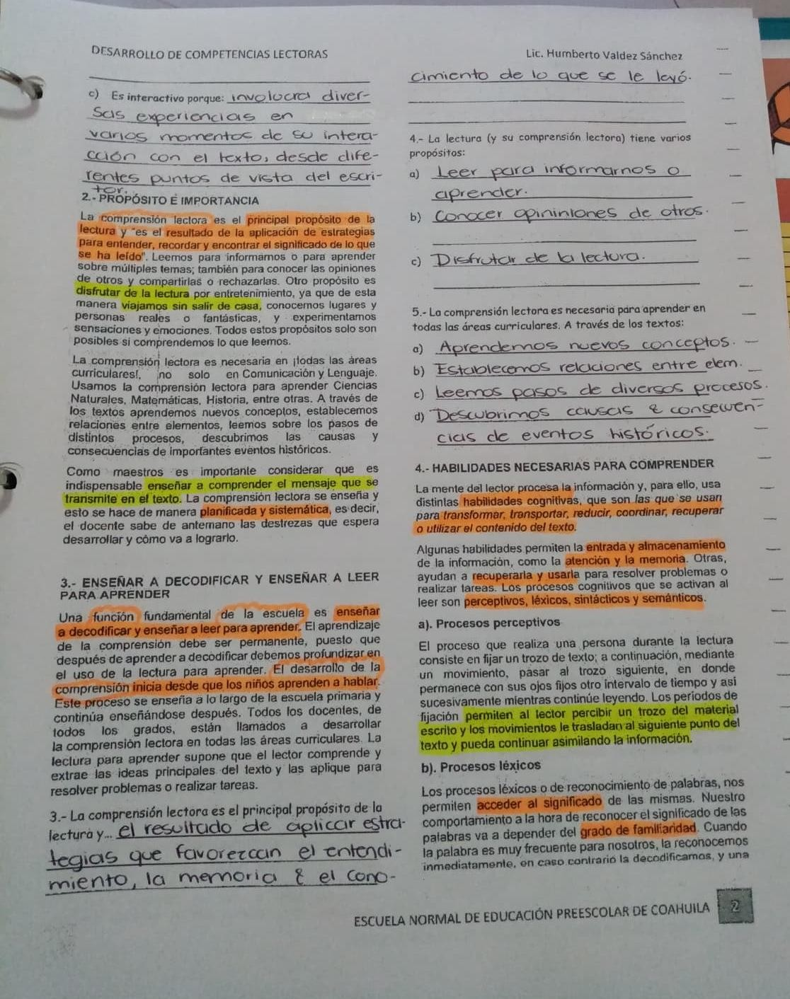 DESARROLLO DE COMPETENCIAS LECTORAS
Lic. Humberto Valdez Sánchez
c) Es interactivo porque: involucra diver-
sas experiencias en
varios momentos de su intera-
cción con el texto, desde dife-
rentes puntos de vista del escri-
tor.
2.- PROPÓSITO E IMPORTANCIA
La comprensión lectora es el principal propósito de la
lectura y "es el resultado de la aplicación de estrategias
para entender, recordar y encontrar el significado de lo que
se ha leído". Leemos para informarnos o para aprender
sobre múltiples temas; también para conocer las opiniones
de otros y compartirlas o rechazarlas. Otro propósito es
disfrutar de la lectura por entretenimiento, ya que de esta
manera viajamos sin salir de casa, conocemos lugares y
personas reales o fantásticas, y experimentamos
sensaciones y emociones. Todos estos propósitos solo son
posibles si comprendemos lo que leemos.
La comprensión lectora es necesaria en ¡todas las áreas
curriculares!, no solo en Comunicación y Lenguaje.
Usamos la comprensión lectora para aprender Ciencias
Naturales, Matemáticas, Historia, entre otras. A través de
los textos aprendemos nuevos conceptos, establecemos
relaciones entre elementos, leemos sobre los pasos de
distintos procesos, descubrimos las causas y
consecuencias de importantes eventos históricos.
Como maestros es importante considerar que es
indispensable enseñar a comprender el mensaje que se
transmite en el texto. La comprensión lectora se enseña y
esto se hace de manera planificada y sistemática, es decir,
el docente sabe de antemano las destrezas que espera
desarrollar y cómo va a lograrlo.
3.- ENSEÑAR A DECODIFICAR Y ENSEÑAR A LEER
PARA APRENDER
Una función fundamental de la escuela es enseñar
a decodificar y enseñar a leer para aprender. El aprendizaje
de la comprensión debe ser permanente, puesto que
después de aprender a decodificar debemos profundizar en
el uso de la lectura para aprender. El desarrollo de la
comprensión inicia desde que los niños aprenden a hablar.
Este proceso se enseña a lo largo de la escuela primaria y
continúa enseñándose después. Todos los docentes, de
todos los grados, están llamados a desarrollar
la comprensión lectora en todas las áreas curriculares. La
lectura para aprender supone que el lector comprende y
extrae las ideas principales del texto y las aplique para
resolver problemas o realizar tareas.
3.- La comprensión lectora es el principal propósito de la
lectura y... el resultado de aplicar estra-
tegias que favorezcan el entendi-
miento, la memoria & el cono-
cimiento de lo que se le leyó.
4.- La lectura (y su comprensión lectora) tiene varios
propósitos:
a) Leer para informarnos o
aprender.
b) Conocer opininiones de otros.
c) Disfrutar de la lectura.
5.- La comprensión lectora es necesaria para aprender en
todas las áreas curriculares. A través de los textos:
a) Aprendemos nuevos conceptos.
b) Establecemos relaciones entre elem.
c) Leemos pasos de diversos procesos.
d) Descubrimos causas & consecuen-
cias de eventos históricos.
4.- HABILIDADES NECESARIAS PARA COMPRENDER
La mente del lector procesa la información y, para ello, usa
distintas habilidades cognitivas, que son las que se usan
para transformar, transportar, reducir, coordinar, recuperar
o utilizar el contenido del texto.
Algunas habilidades permiten la entrada y almacenamiento
de la información, como la atención y la memoria. Otras,
ayudan a recuperarla y usarla para resolver problemas o
realizar tareas. Los procesos cognitivos que se activan al
leer son perceptivos, léxicos, sintácticos y semánticos.
a). Procesos perceptivos
El proceso que realiza una persona durante la lectura
consiste en fijar un trozo de texto; a continuación, mediante
un movimiento, pasar al trozo siguiente, en donde
permanece con sus ojos fijos otro intervalo de tiempo y así
sucesivamente mientras continúe leyendo. Los períodos de
fijación permiten al lector percibir un trozo del material
escrito y los movimientos le trasladan al siguiente punto del
texto y pueda continuar asimilando la información.
b). Procesos léxicos
Los procesos léxicos o de reconocimiento de palabras, nos
permiten acceder al significado de las mismas. Nuestro
comportamiento a la hora de reconocer el significado de las
palabras va a depender del grado de familiaridad. Cuando
la palabra es muy frecuente para nosotros, la reconocemos
inmediatamente, en caso contrario la decodificamos, y una
ESCUELA NORMAL DE EDUCACIÓN PREESCOLAR DE COAHUILA 2